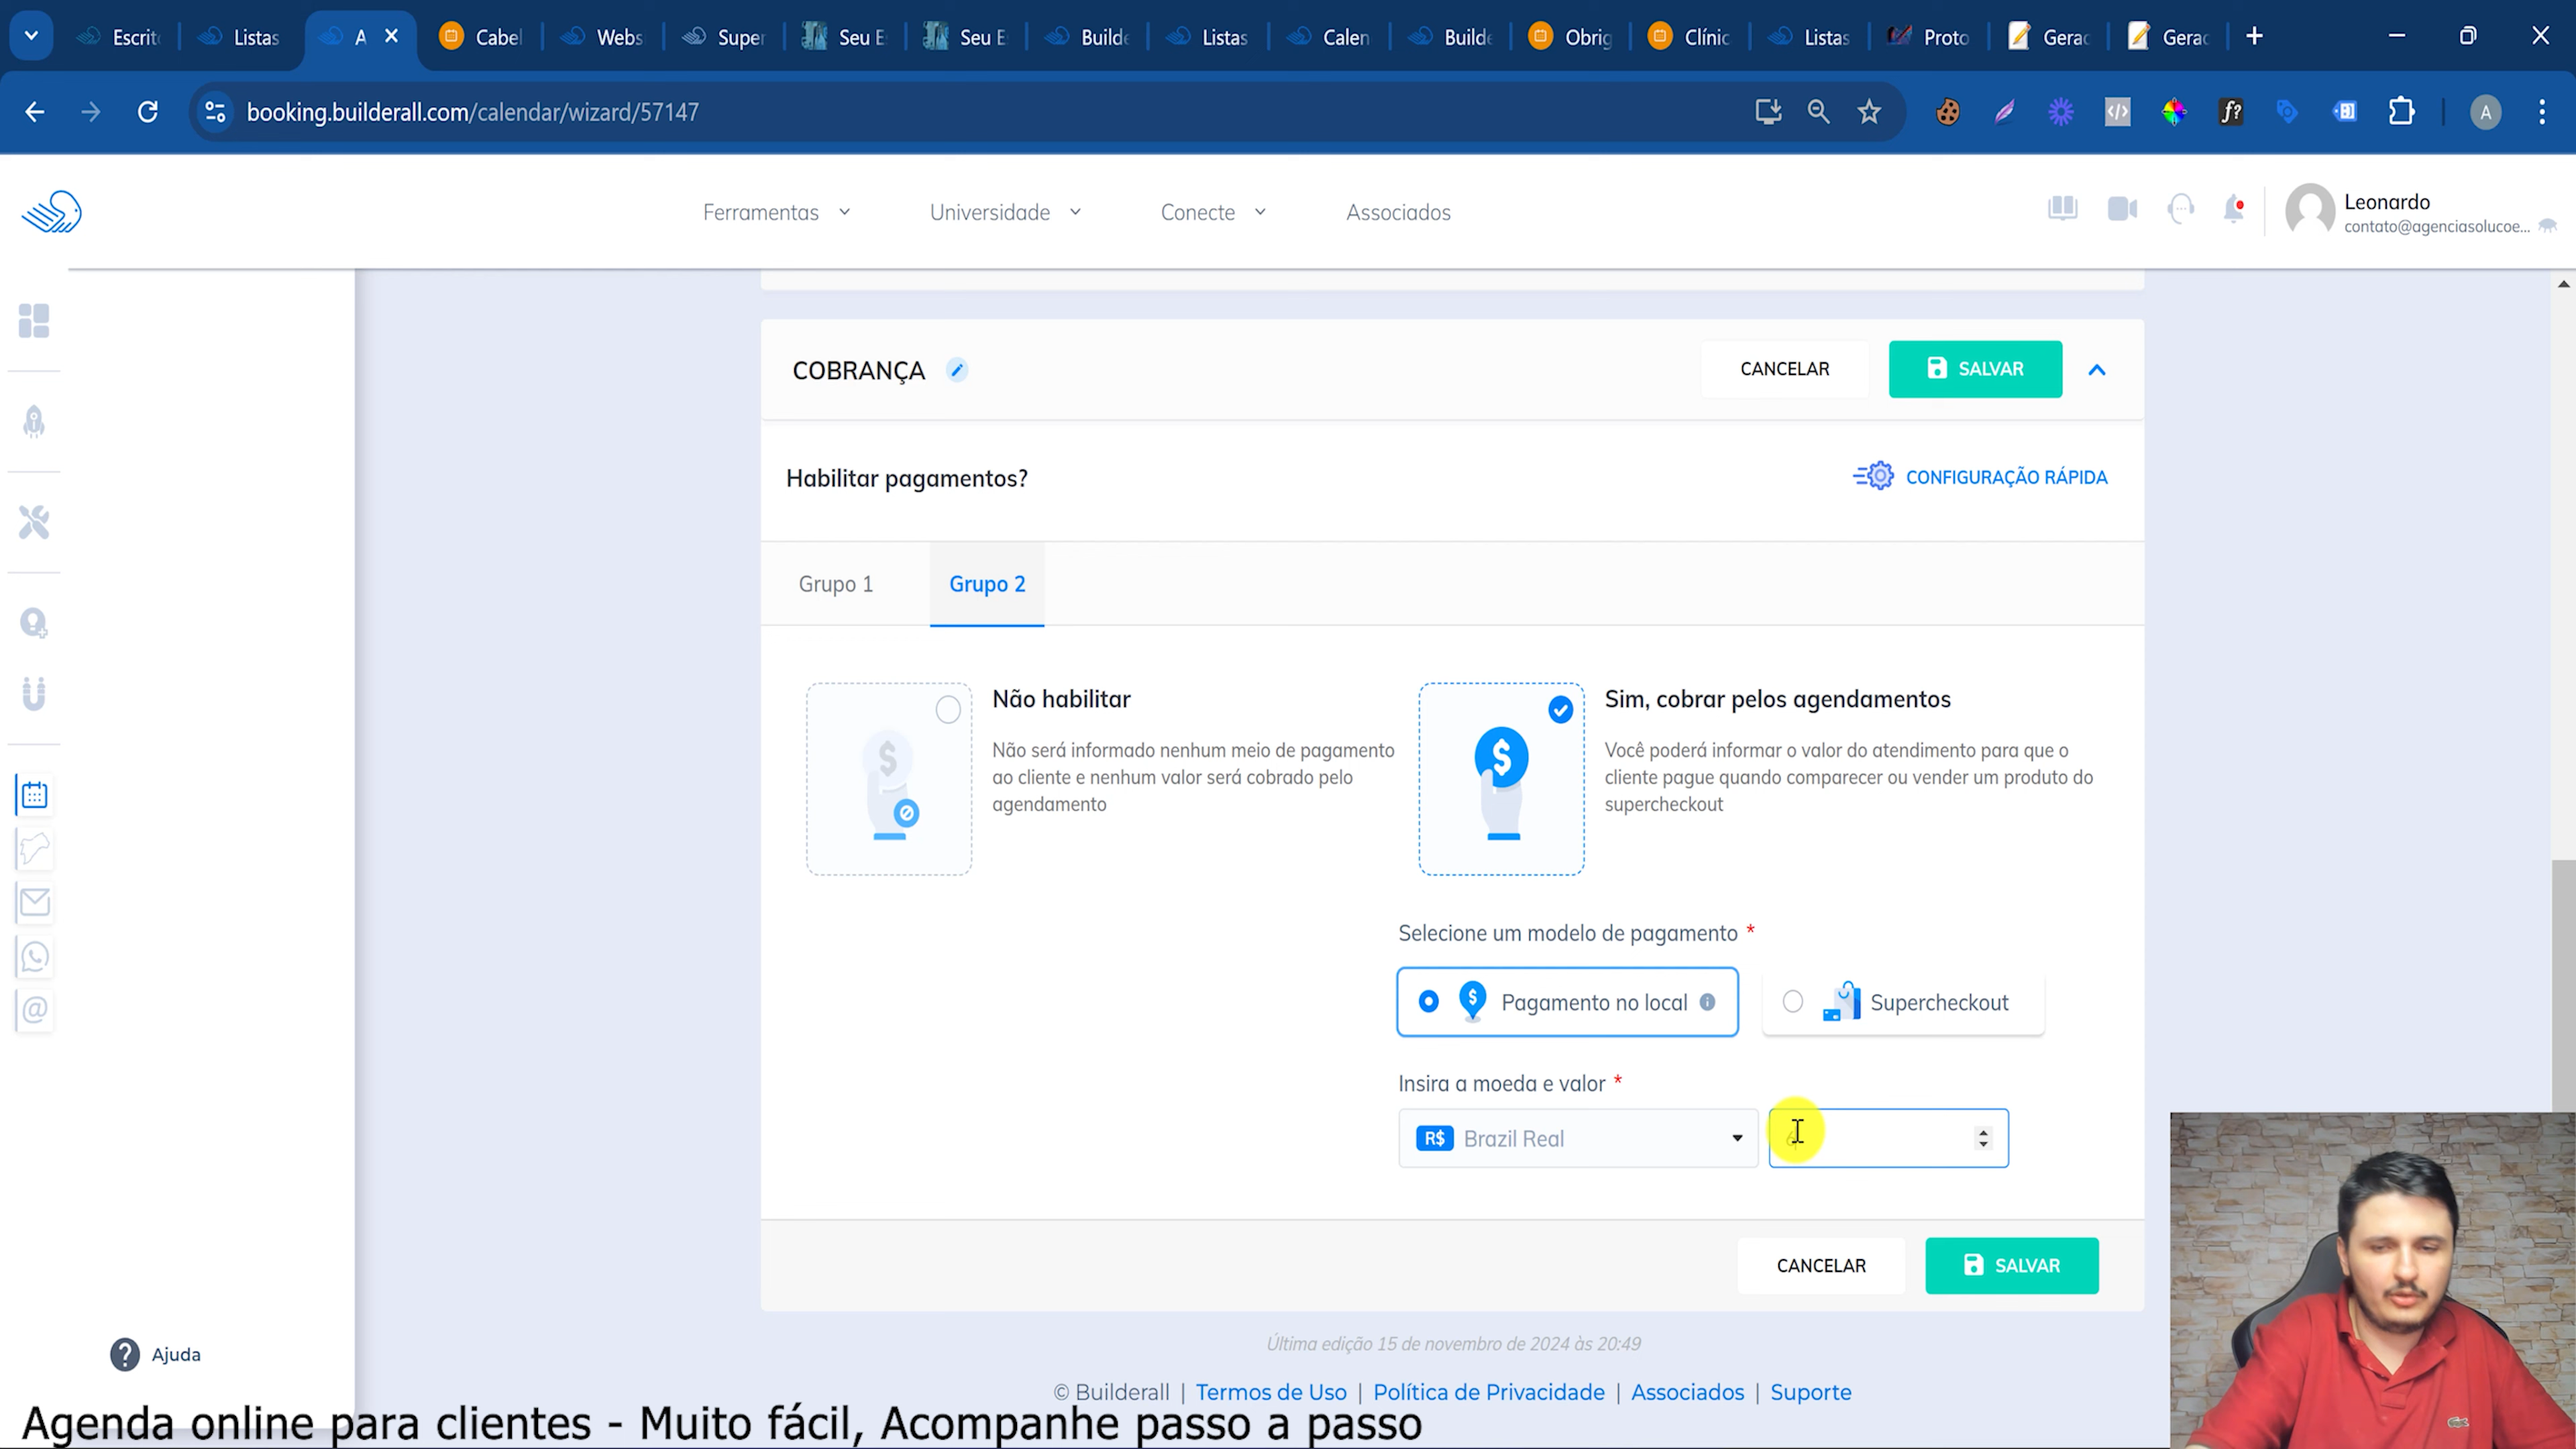 Escrito
Listas
A
Cabel
Webs
Super
Seu E
Seu E
Builde
Listas
Calen
Builde
Obrig
Clínic
Listas
Proto
Gerac
Gerac
booking.builderall.com/calendar/wizard/57147
A
Ferramentas
Universidade
Conecte
Associados
Leonardo
contato@agenciasolucoe...
COBRANÇA
CANCELAR
SALVAR
Habilitar pagamentos?
CONFIGURAÇÃO RÁPIDA
Grupo 1
Grupo 2
Não habilitar
Não será informado nenhum meio de pagamento
ao cliente e nenhum valor será cobrado pelo
agendamento
Sim, cobrar pelos agendamentos
Você poderá informar o valor do atendimento para que o
cliente pague quando comparecer ou vender um produto do
supercheckout
Selecione um modelo de pagamento *
Pagamento no local
Supercheckout
Insira a moeda e valor *
R$ Brazil Real
CANCELAR
SALVAR
Última edição 15 de novembro de 2024 às 20:49
Ajuda
© Builderall | Termos de Uso | Política de Privacidade | Associados | Suporte
Agenda online para clientes - Muito fácil, Acompanhe passo a passo